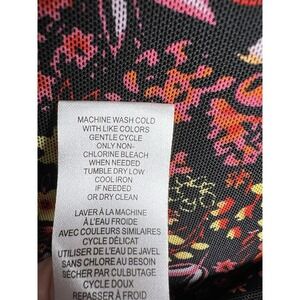 MACHINE WASH COLD
WITH LIKE COLORS
GENTLE CYCLE
ONLY NON-
CHLORINE BLEACH
WHEN NEEDED
TUMBLE DRY LOW
COOL IRON
IF NEEDED
OR DRY CLEAN
LAVER À LA MACHINE
À L'EAU FROIDE
AVEC COULEURS SIMILAIRES
CYCLE DÉLICAT
UTILISER DE L'EAU DE JAVEL
SANS CHLORE AU BESOIN
SÉCHER PAR CULBUTAGE
CYCLE DOUX
REPASSER À FROID